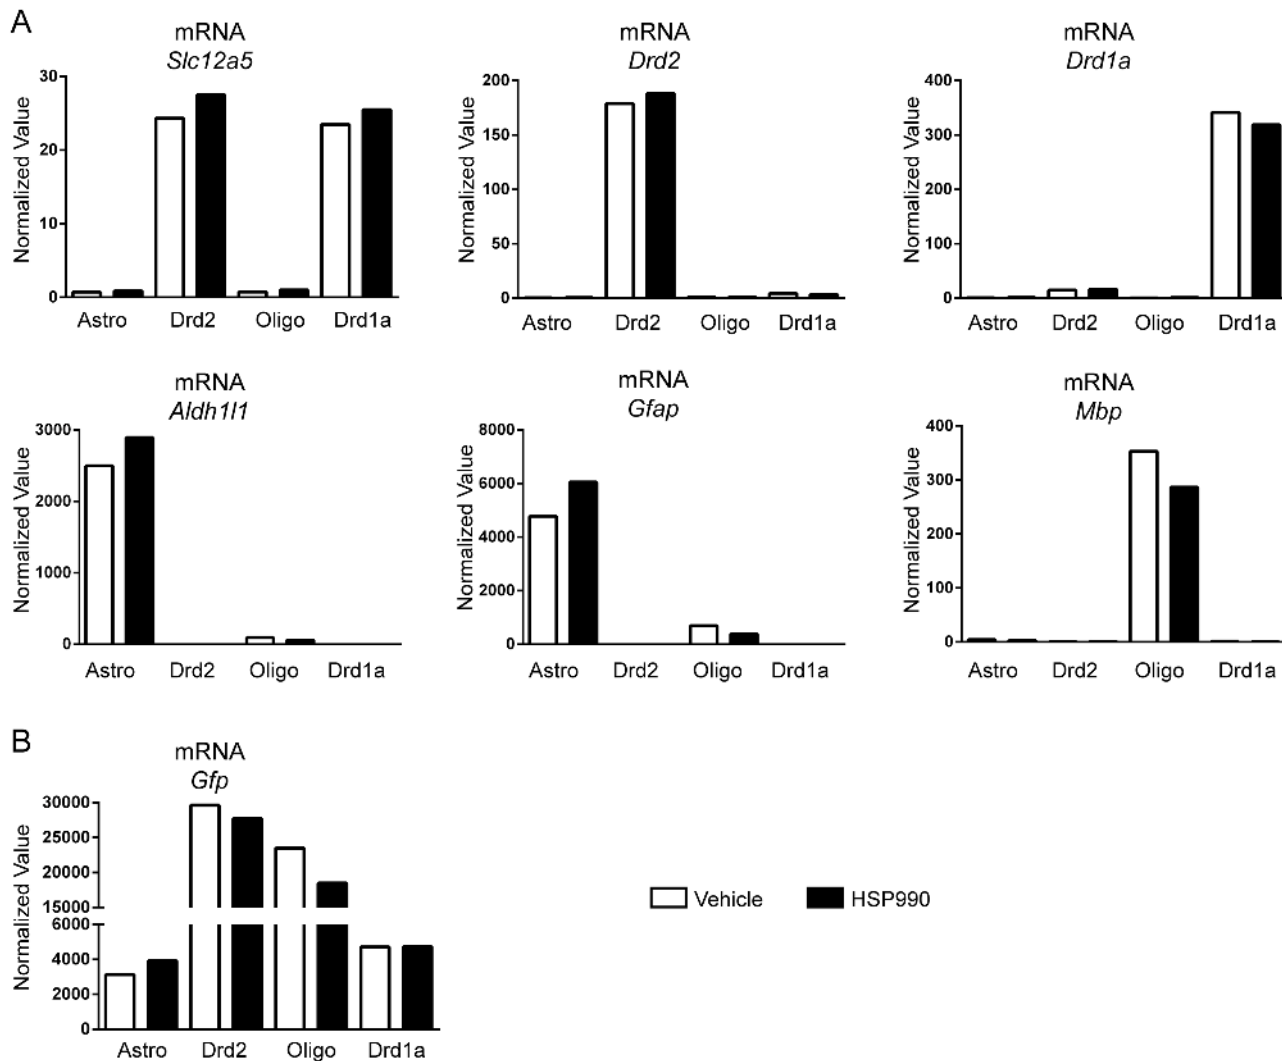 A
mRNA
Slc12a5
Normalized Value
30
20
10
0
Astro Drd2 Oligo Drd1a
mRNA
Drd2
Normalized Value
200
150
100
50
0
Astro Drd2 Oligo Drd1a
mRNA
Drd1a
Normalized Value
400
300
200
100
0
Astro Drd2 Oligo Drd1a
mRNA
Aldh1l1
Normalized Value
3000
2000
1000
0
Astro Drd2 Oligo Drd1a
mRNA
Gfap
Normalized Value
8000
6000
4000
2000
0
Astro Drd2 Oligo Drd1a
mRNA
Mbp
Normalized Value
400
300
200
100
0
Astro Drd2 Oligo Drd1a
B
mRNA
Gfp
Normalized Value
30000
25000
20000
15000
6000
4000
2000
0
Astro Drd2 Oligo Drd1a
Vehicle HSP990